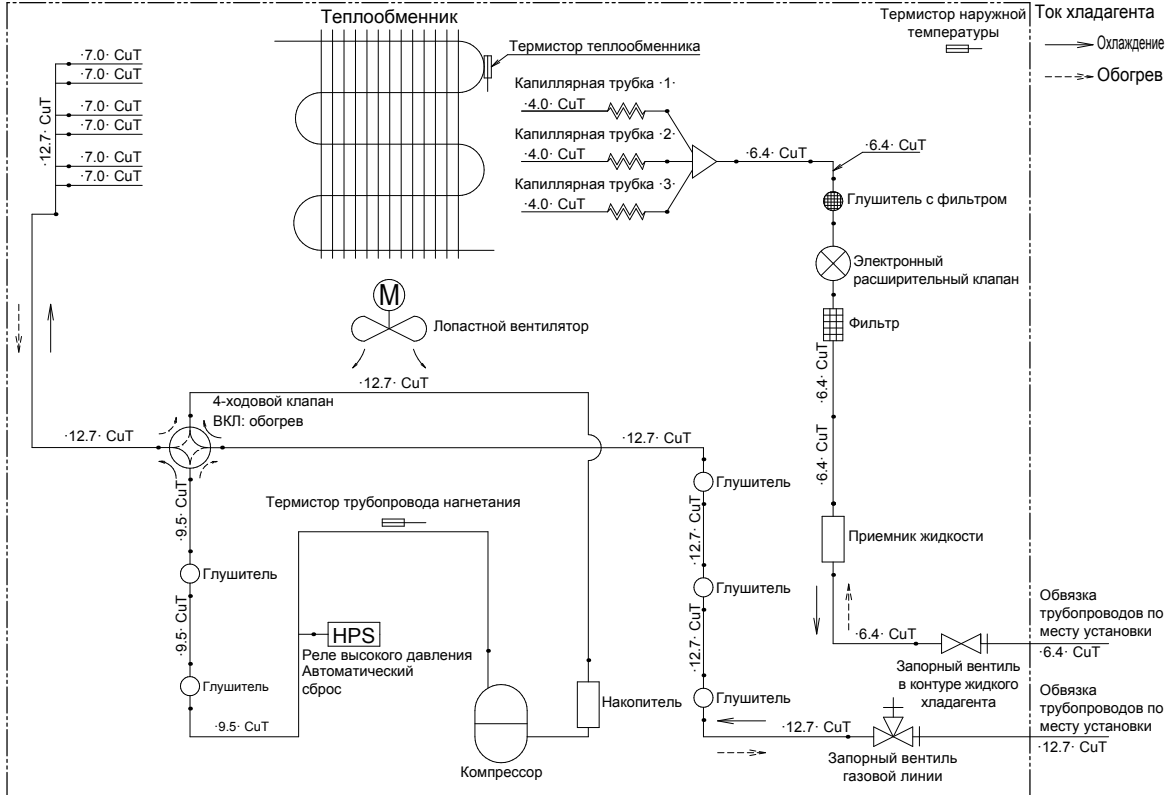 Теплообменник
Термистор наружной
температуры
Ток хладагента
Охлаждение
Обогрев
·7.0· CuT
·7.0· CuT
·7.0· CuT
·7.0· CuT
·7.0· CuT
·7.0· CuT
·12.7· CuT
Термистор теплообменника
Капиллярная трубка ·1·
·4.0· CuT
Капиллярная трубка ·2·
·4.0· CuT
Капиллярная трубка ·3·
·4.0· CuT
·6.4· CuT
·6.4· CuT
Глушитель с фильтром
Электронный
расширительный клапан
Фильтр
M
Лопастной вентилятор
·6.4· CuT
·12.7· CuT
4-ходовой клапан
ВКЛ: обогрев
·12.7· CuT
·12.7· CuT
·6.4· CuT
Глушитель
·9.5· CuT
Термистор трубопровода нагнетания
·12.7· CuT
Приемник жидкости
Глушитель
Глушитель
·9.5· CuT
HPS
Реле высокого давления
Автоматический
сброс
·12.7· CuT
·6.4· CuT
Обвязка
трубопроводов по
месту установки
·6.4· CuT
Запорный вентиль
в контуре жидкого
хладагента
Глушитель
Накопитель
Глушитель
Обвязка
трубопроводов по
месту установки
·12.7· CuT
·9.5· CuT
·12.7· CuT
Запорный вентиль
газовой линии
Компрессор